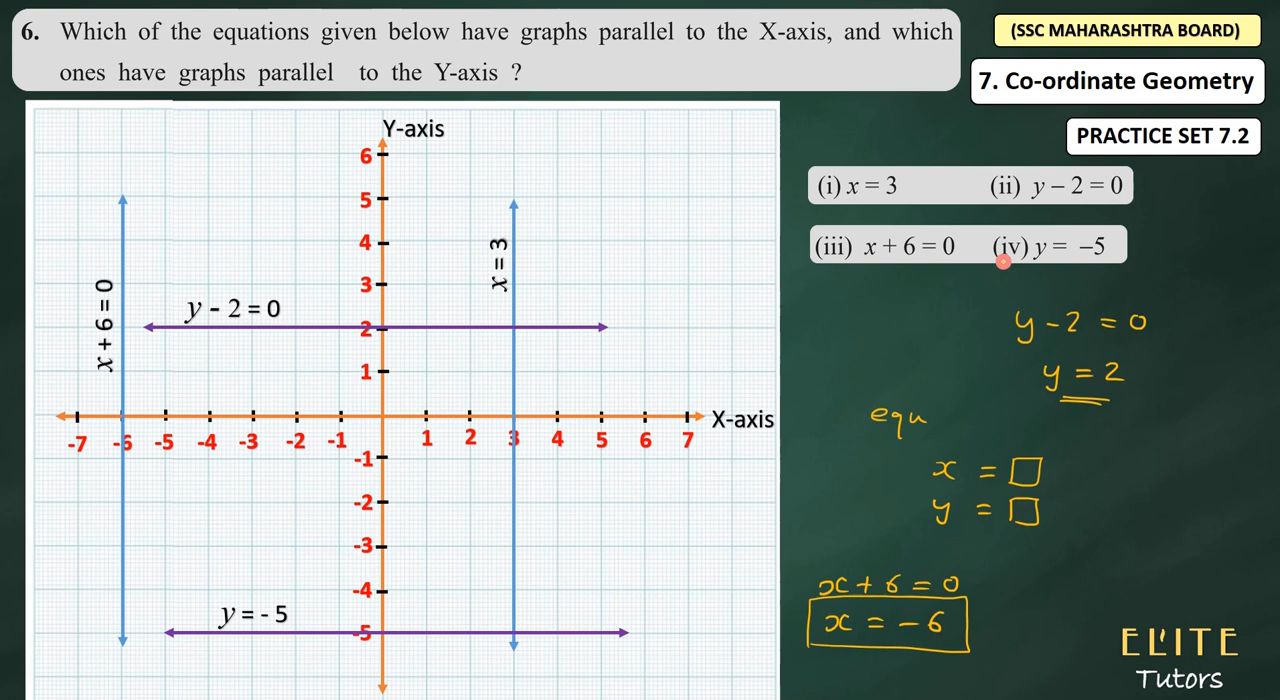 6. Which of the equations given below have graphs parallel to the X-axis, and which
ones have graphs parallel to the Y-axis ?
(SSC MAHARASHTRA BOARD)
7. Co-ordinate Geometry
PRACTICE SET 7.2
(i) x = 3 (ii) y – 2 = 0
(iii) x + 6 = 0 (iv) y = –5
Y-axis
6
5
4
3
2
1
x + 6 = 0
y - 2 = 0
x = 3
X-axis
-7 -6 -5 -4 -3 -2 -1 1 2 3 4 5 6 7
-1
-2
-3
-4
-5
y = - 5
y - 2 = 0
y = 2
equ
x = □
y = □
x + 6 = 0
x = - 6
ELITE
Tutors